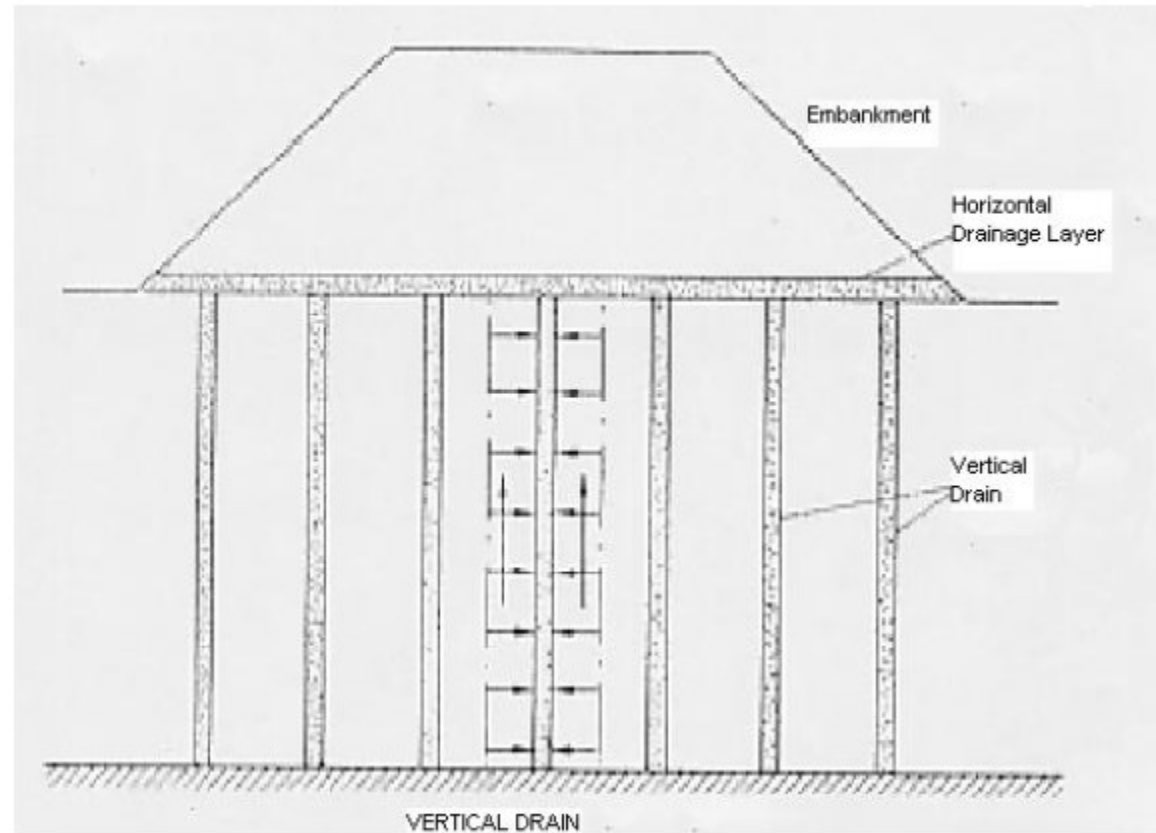 Embankment
Horizontal
Drainage Layer
Vertical
Drain
VERTICAL DRAIN